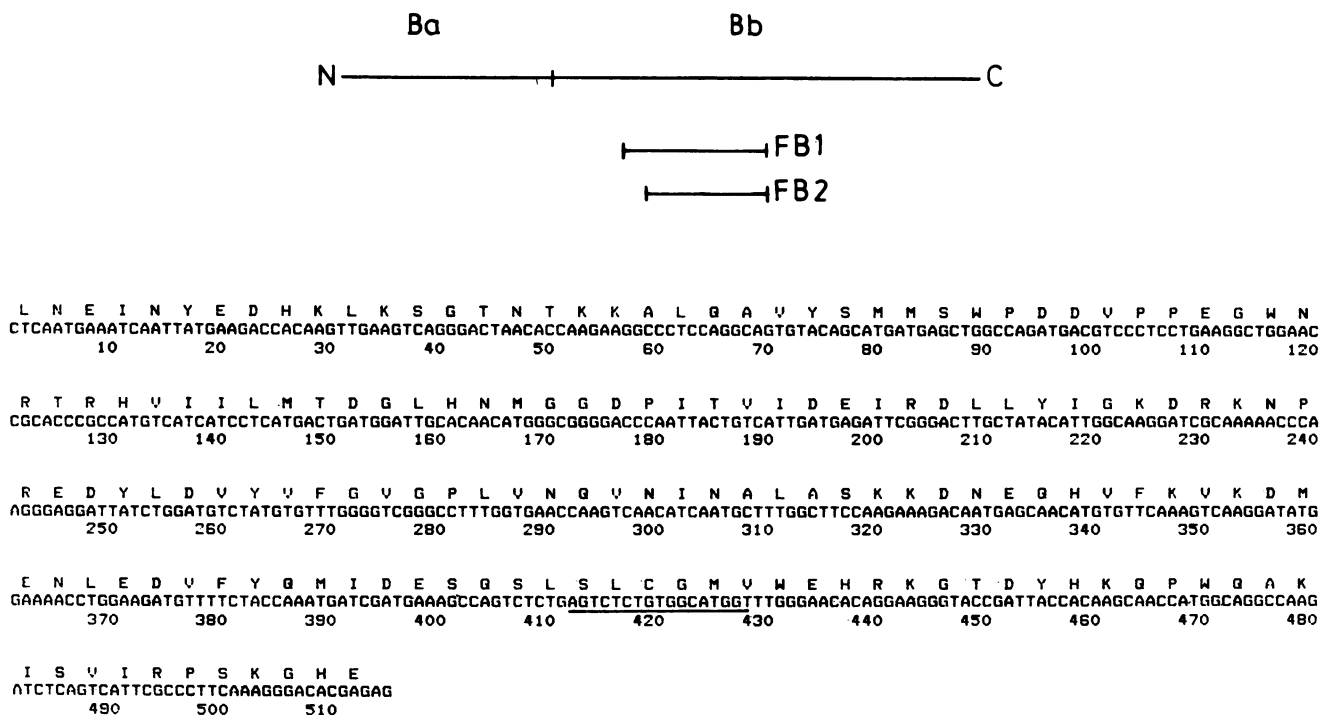 Ba Bb
N C
FB1
FB2
L N E I N Y E D H K L K S G T N T K K A L Q A V Y S M M S W P D D V P P E G W N
CTCAATGAAATCAATTATGAAGACCACAAGTTGAAGTCAGGGACTAACACCAAGAAGGCCCTCCAGGCAGTGTACAGCATGATGAGCTGGCCAGATGACGTCCCTCCTGAAGGCTGGAAC
10 20 30 40 50 60 70 80 90 100 110 120
R T R H V I I L M T D G L H N M G G D P I T V I D E I R D L L Y I G K D R K N P
CGCACCCGCCATGTCATCATCCTCATGACTGATGGATTGCACAACATGGGCGGGGACCCAATTACTGTCATTGATGAGATTCGGGACTTGCTATACATTGGCAAGGATCGCAAAAACCCA
130 140 150 160 170 180 190 200 210 220 230 240
R E D Y L D V Y V F G V G P L V N Q V N I N A L A S K K D N E Q H V F K V K D M
AGGGAGGATTATCTGGATGTCTATGTGTTTGGGGTCGGGCCTTTGGTGAACCAAGTCAACATCAATGCTTTGGCTTCCAAGAAAGACAATGAGCAACATGTGTTCAAAGTCAAGGATATG
250 260 270 280 290 300 310 320 330 340 350 360
E N L E D V F Y Q M I D E S Q S L S L C G M V W E H R K G T D Y H K Q P W Q A K
GAAAACCTGGAAGATGTTTTCTACCAAATGATCGATGAAAGCCAGTCTCTGAGTCTCTGTGGCATGGTTTGGGAACACAGGAAGGGTACCGATTACCACAAGCAACCATGGCAGGCCAAG
370 380 390 400 410 420 430 440 450 460 470 480
I S V I R P S K G H E
ATCTCAGTCATTCGCCCTTCAAAGGGACACGAGAG
490 500 510